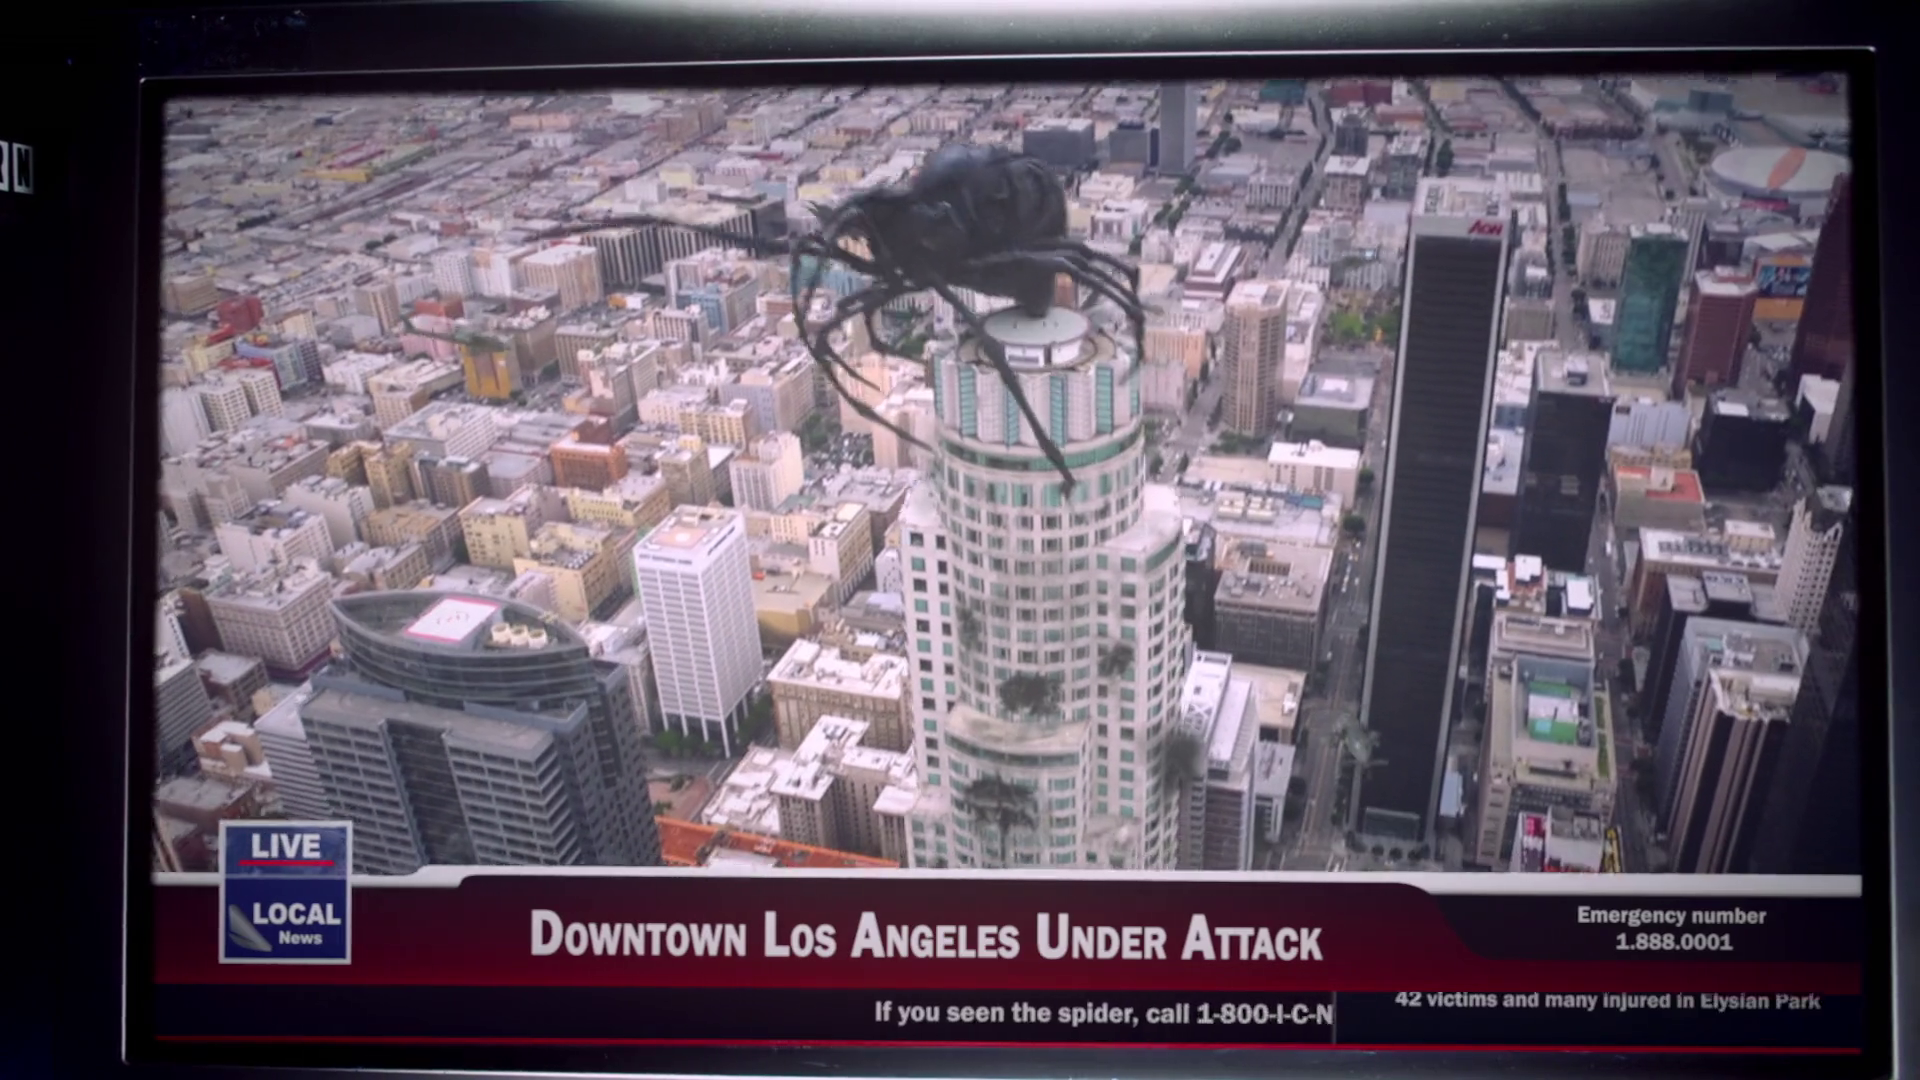 AON
LIVE
LOCAL
News
DOWNTOWN LOS ANGELES UNDER ATTACK
Emergency number
1.888.0001
If you seen the spider, call 1-800-I-C-N
42 victims and many injured in Elysian Park